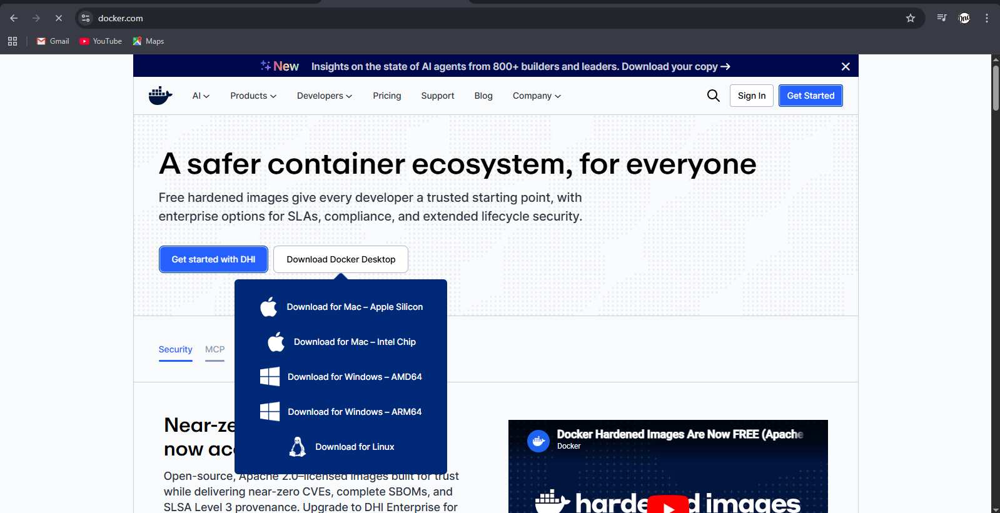 docker.com
Gmail YouTube Maps
New Insights on the state of AI agents from 800+ builders and leaders. Download your copy →
AI Products Developers Pricing Support Blog Company Sign In Get Started
A safer container ecosystem, for everyone
Free hardened images give every developer a trusted starting point, with
enterprise options for SLAs, compliance, and extended lifecycle security.
Get started with DHI Download Docker Desktop
Download for Mac – Apple Silicon
Download for Mac – Intel Chip
Download for Windows – AMD64
Download for Windows – ARM64
Download for Linux
Security MCP
Near-ze
now acc
Open-source, Apache 2.0–licensed images built for trust
while delivering near-zero CVEs, complete SBOMs, and
SLSA Level 3 provenance. Upgrade to DHI Enterprise for
Docker Hardened Images Are Now FREE (Apache
Docker
images